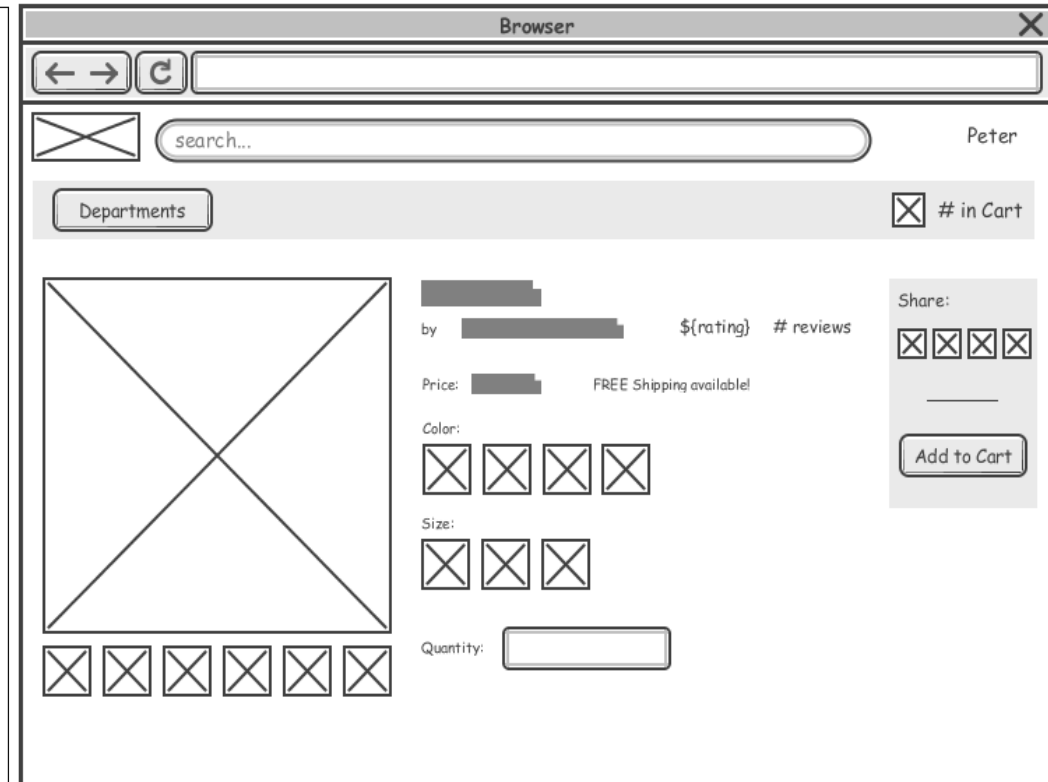 Browser
search...
Peter
Departments
# in Cart
Share:
by
${rating} # reviews
Price:
FREE Shipping available!
Color:
Add to Cart
Size:
Quantity: